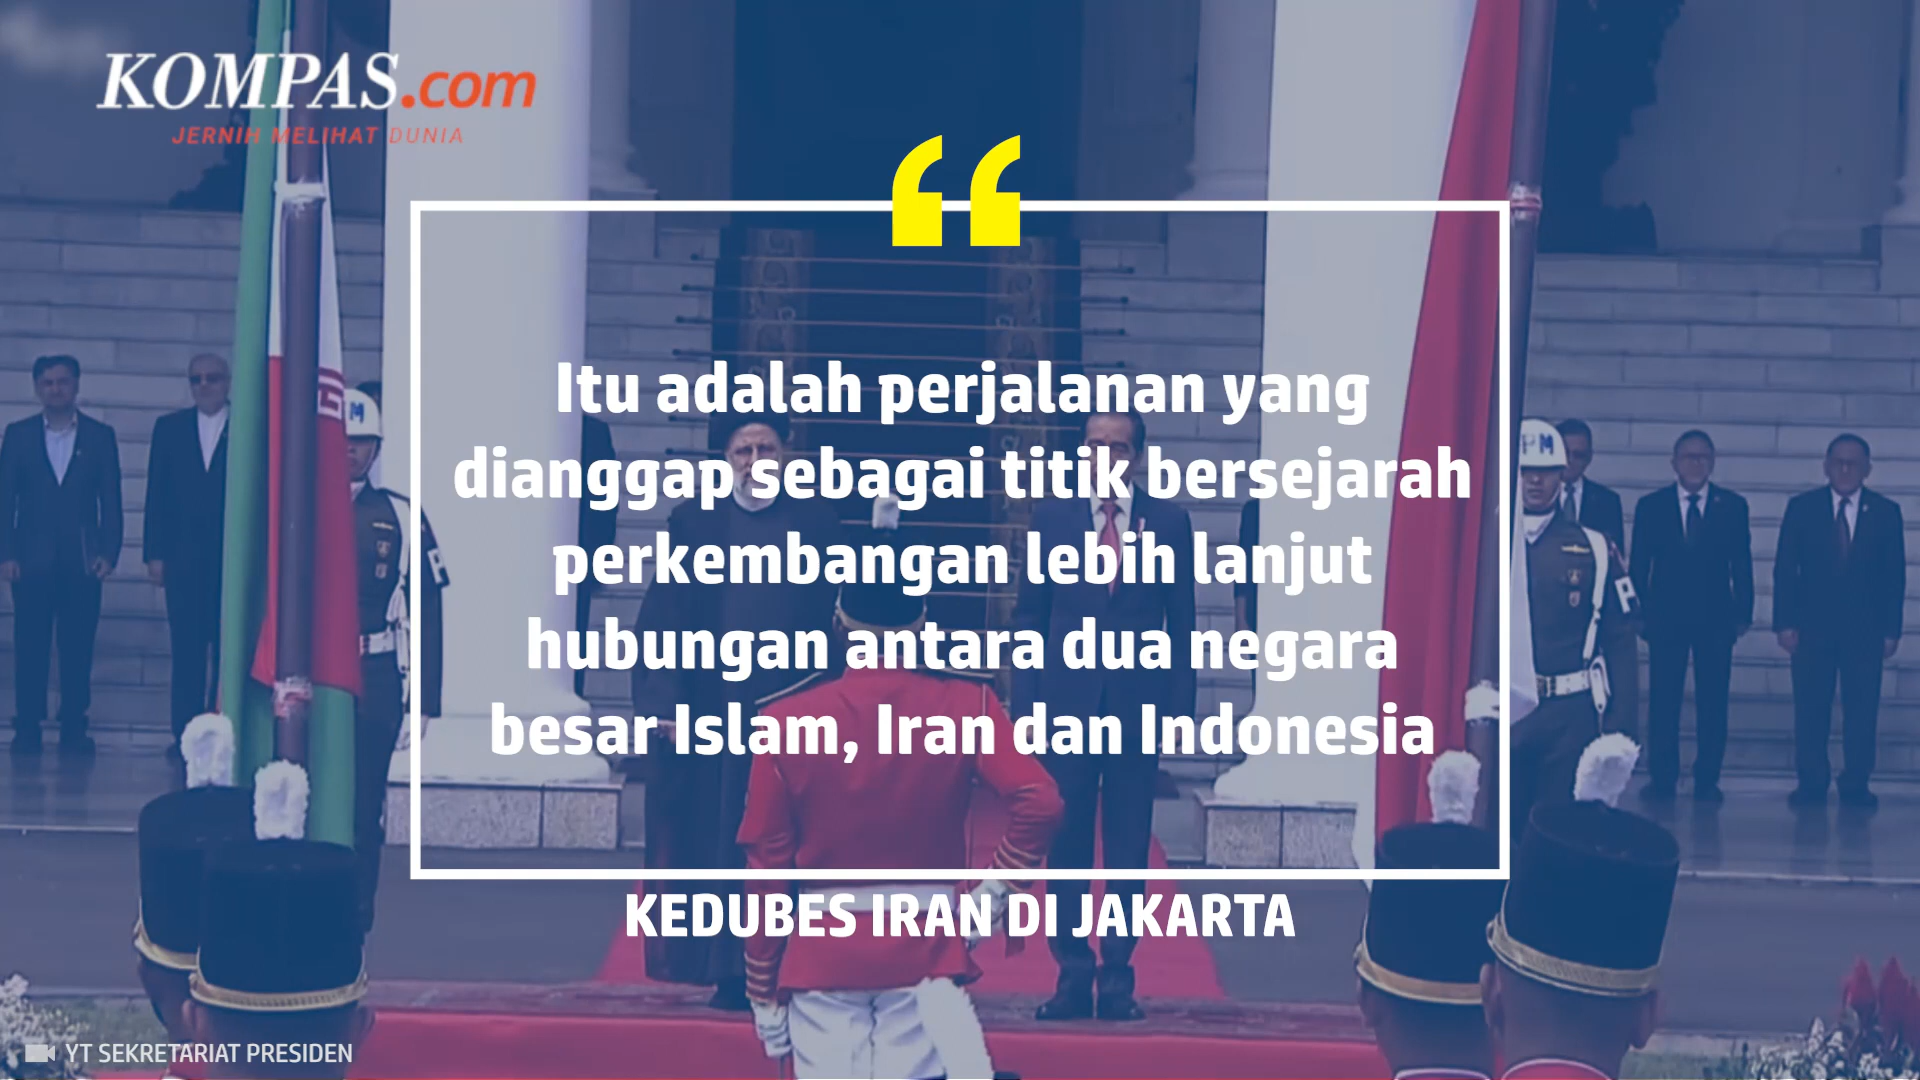 KOMPAS.com
JERNIH MELIHAT DUNIA
Itu adalah perjalanan yang
dianggap sebagai titik bersejarah
perkembangan lebih lanjut
hubungan antara dua negara
besar Islam, Iran dan Indonesia
KEDUBES IRAN DI JAKARTA
PM
P
YT SEKRETARIAT PRESIDEN